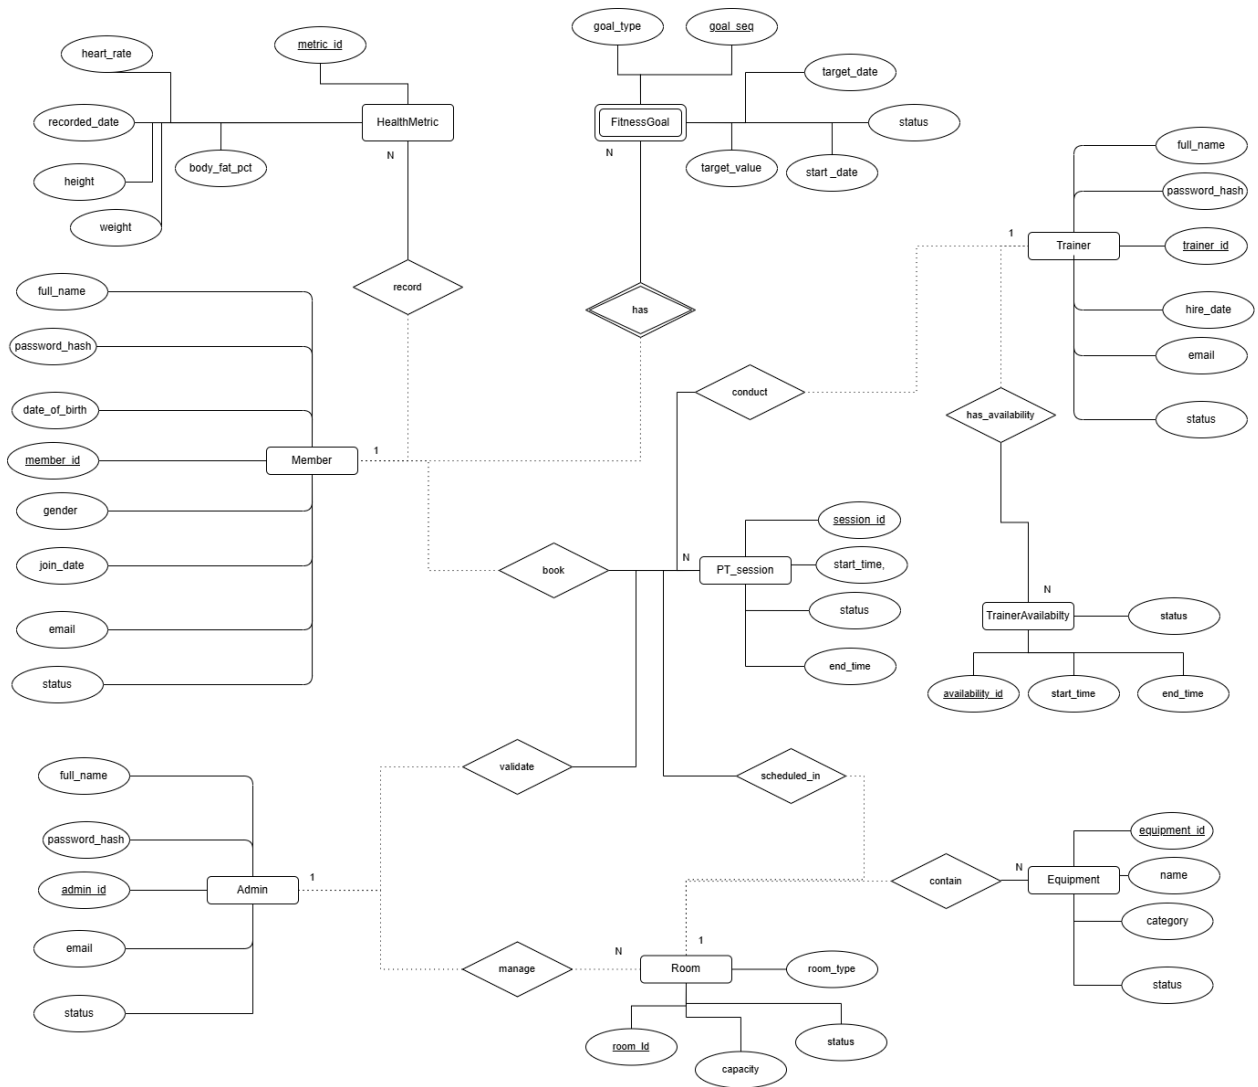 goal_type
goal_seq
heart_rate
metric_id
target_date
recorded_date
HealthMetric
FitnessGoal
status
full_name
N
N
body_fat_pct
target_value
start _date
height
password_hash
weight
1
Trainer
trainer_id
full_name
record
has
hire_date
password_hash
email
conduct
date_of_birth
has_availability
status
1
member_id
Member
gender
session_id
N
join_date
book
PT_session
start_time,
N
status
TrainerAvailabilty
status
email
end_time
status
availability_id
start_time
end_time
full_name
validate
scheduled_in
equipment_id
password_hash
N
name
1
admin_id
Admin
contain
Equipment
category
1
email
N
manage
Room
room_type
status
status
room_Id
status
capacity